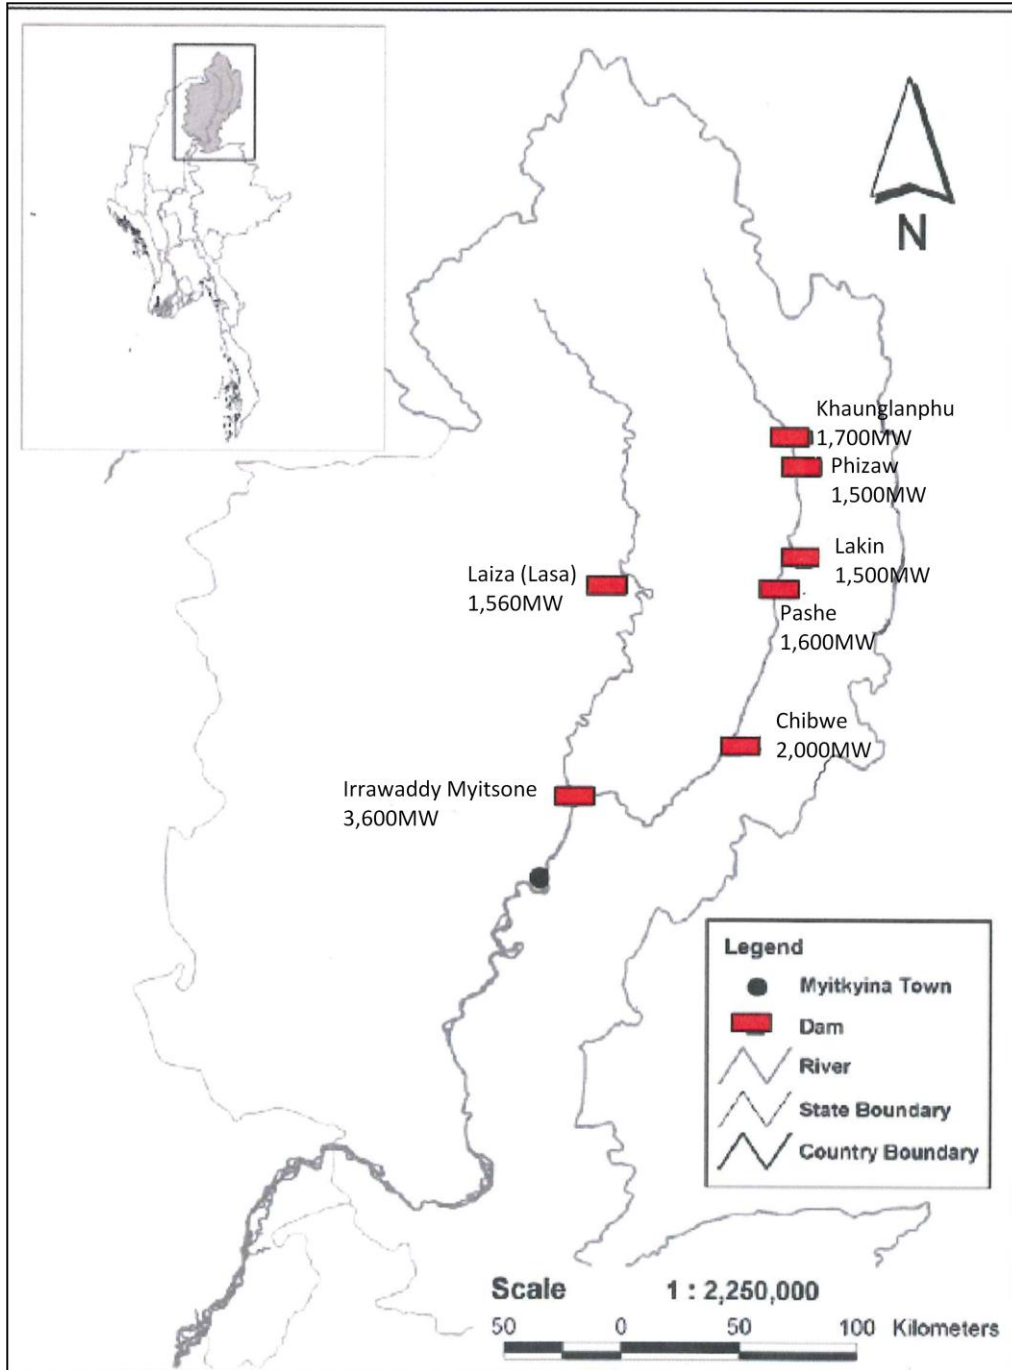 N
Khaunglanphu
1,700MW
Phizaw
1,500MW
Lakin
1,500MW
Laiza (Lasa)
1,560MW
Pashe
1,600MW
Chibwe
2,000MW
Irrawaddy Myitsone
3,600MW
Legend
Myitkyina Town
Dam
River
State Boundary
Country Boundary
Scale 1 : 2,250,000
50 0 50 100 Kilometers